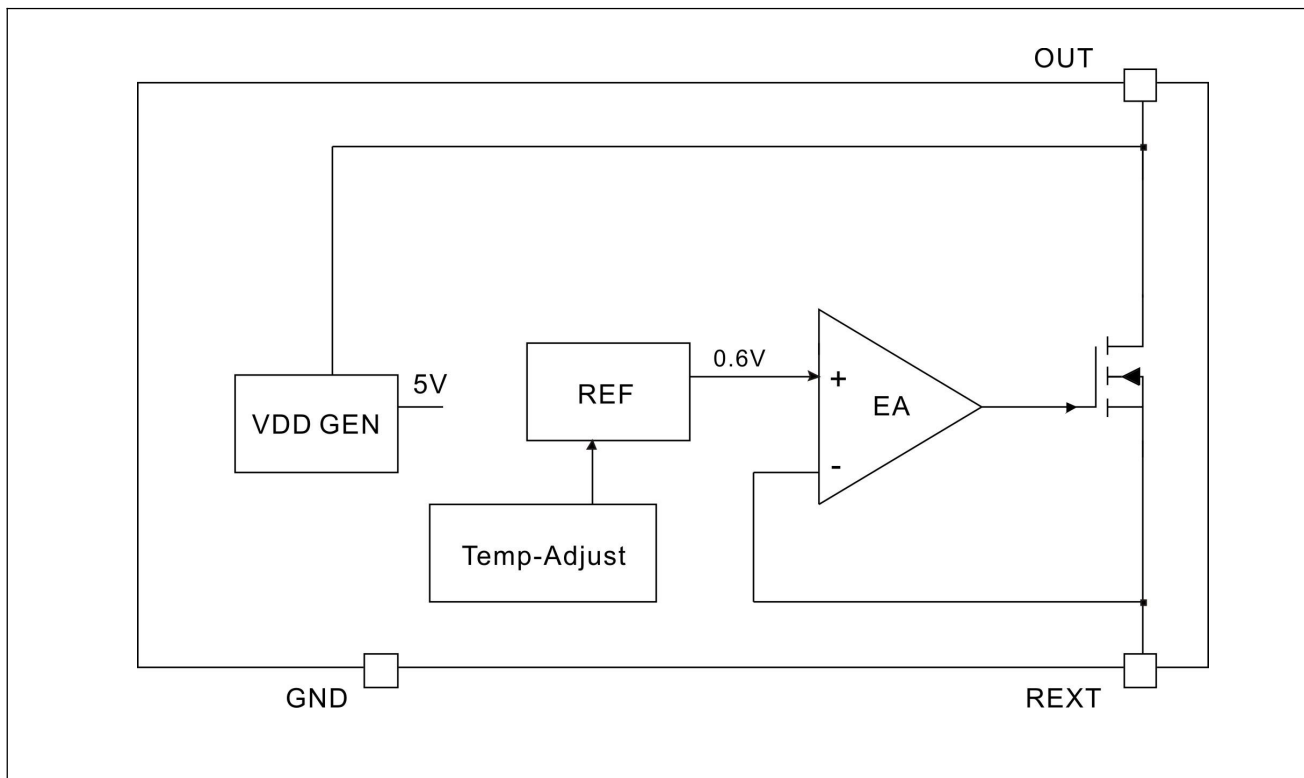 OUT
0.6V
REF
+
5V
EA
VDD GEN
-
Temp-Adjust
GND
REXT